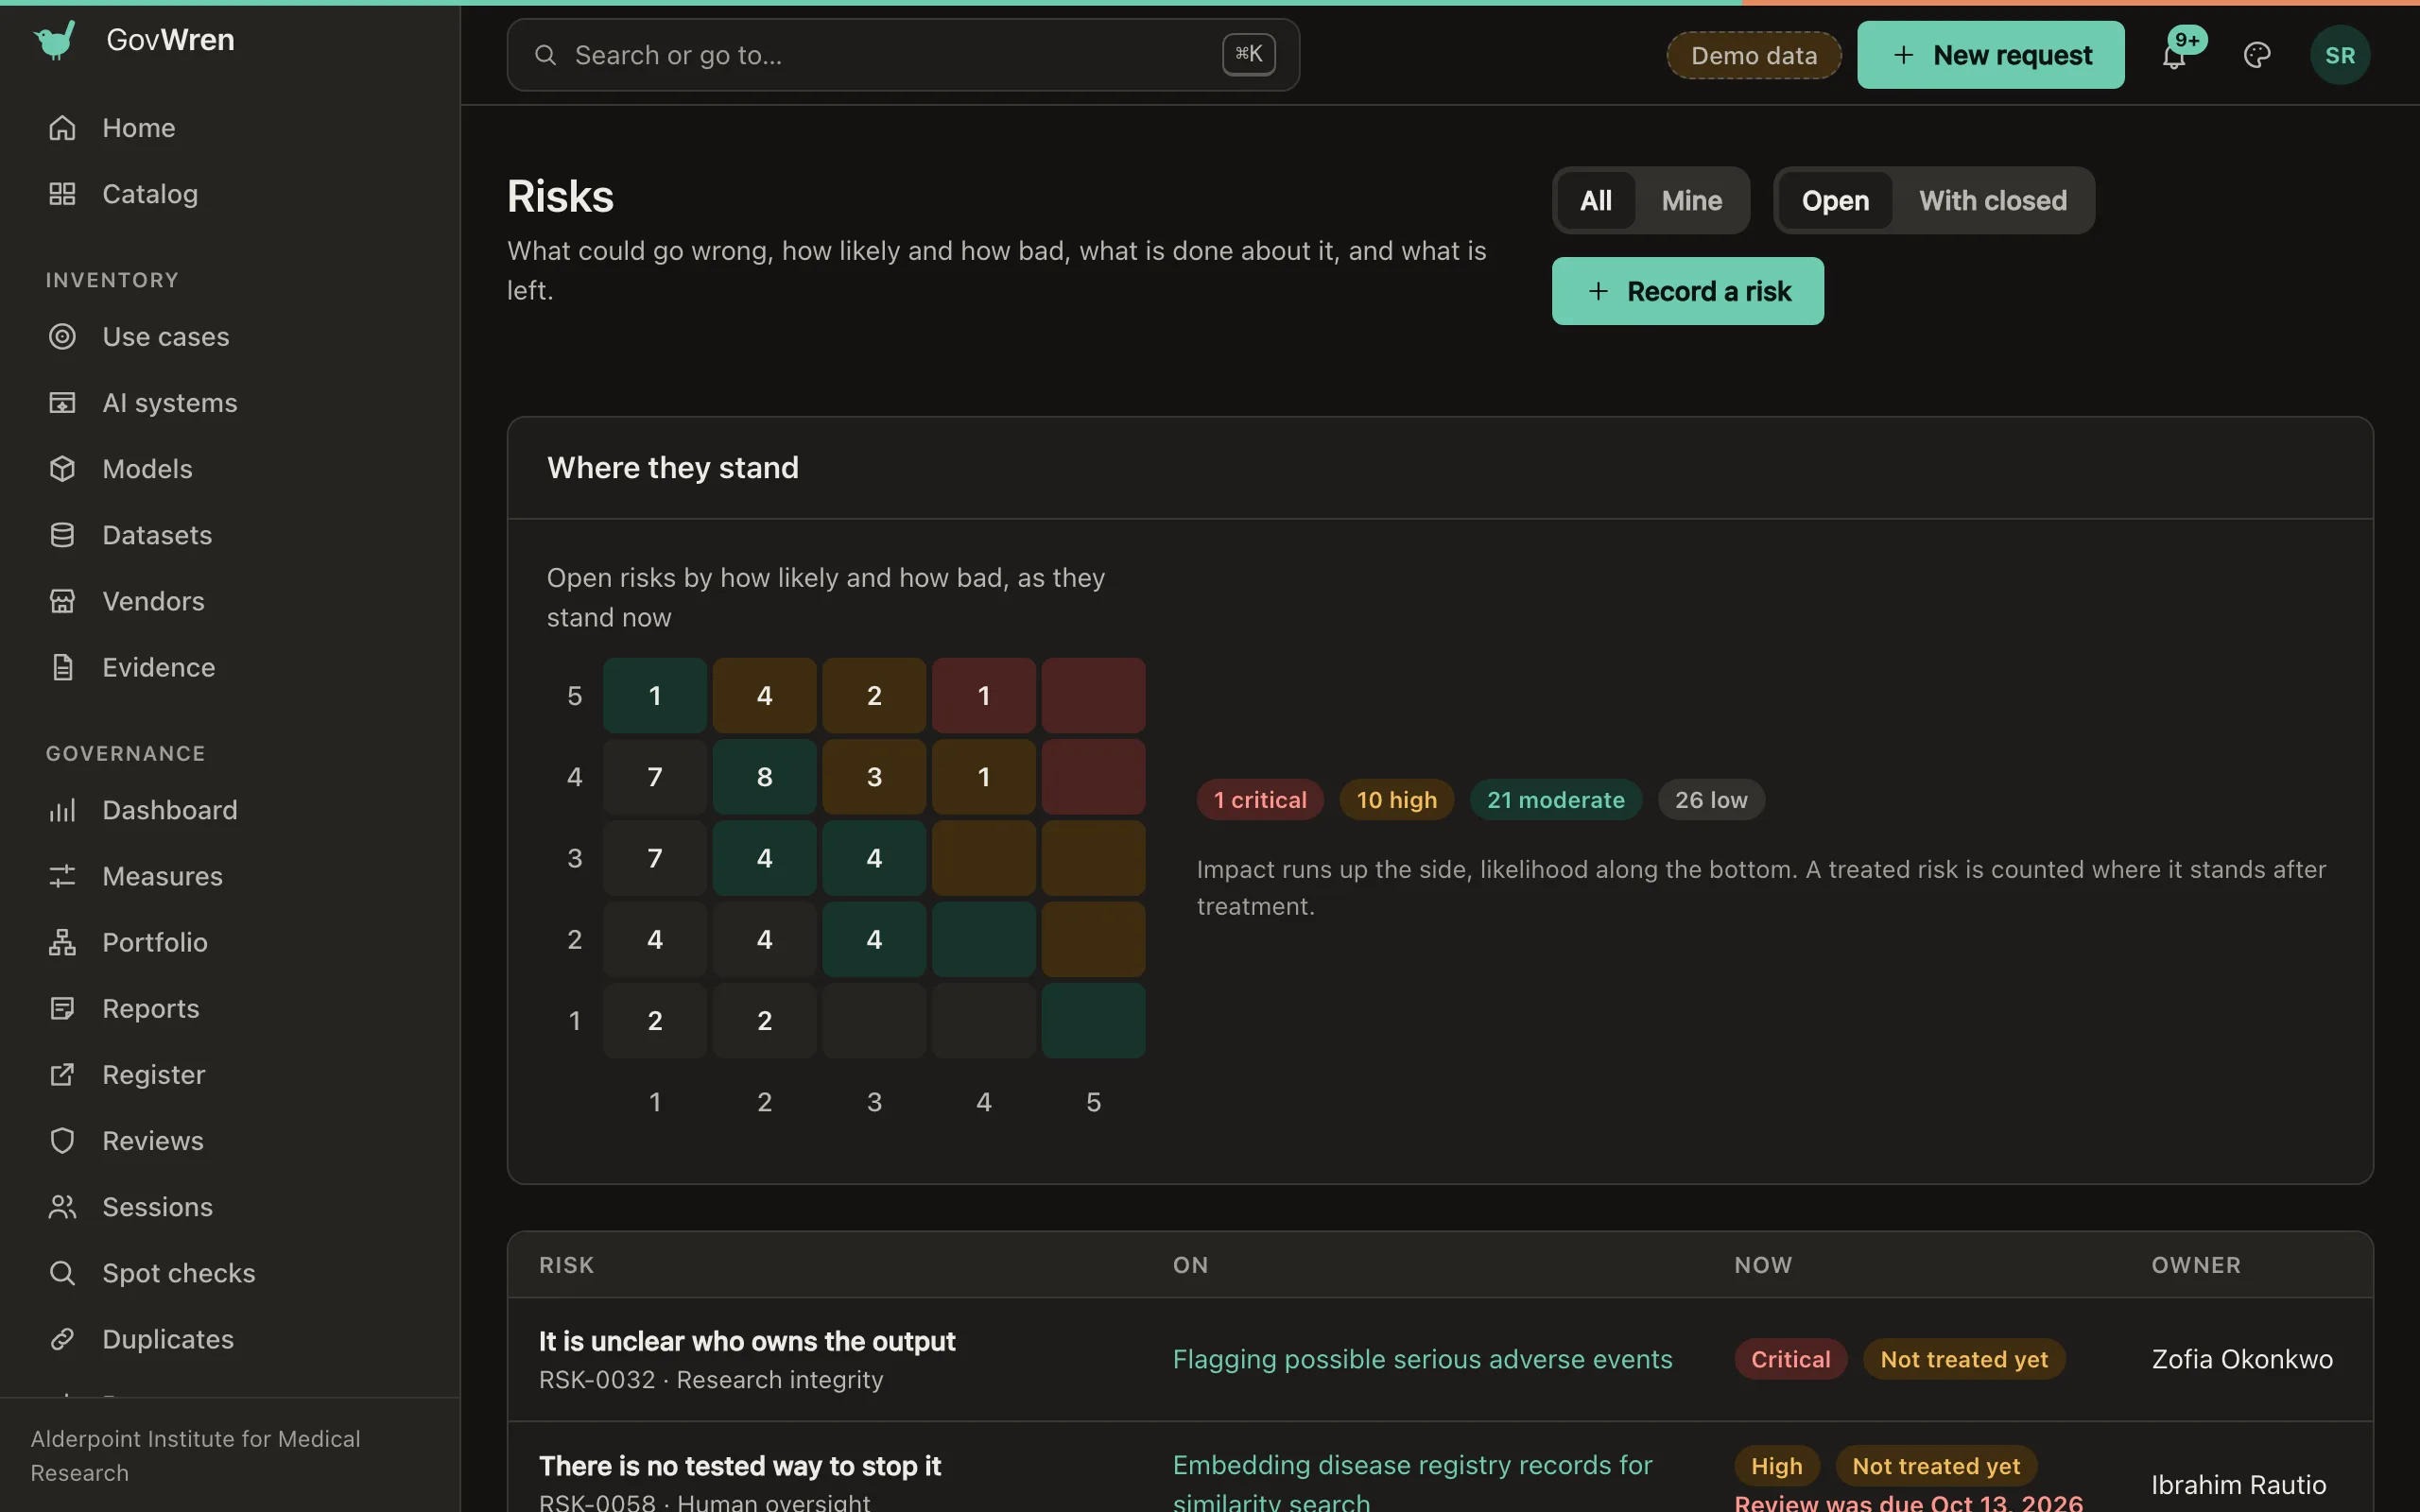 GovWren
Search or go to...
⌘K
Demo data
+ New request
9+
SR
Home
Catalog
INVENTORY
Use cases
AI systems
Models
Datasets
Vendors
Evidence
GOVERNANCE
Dashboard
Measures
Portfolio
Reports
Register
Reviews
Sessions
Spot checks
Duplicates
Alderpoint Institute for Medical
Research
Risks
What could go wrong, how likely and how bad, what is done about it, and what is
left.
All Mine
Open With closed
+ Record a risk
Where they stand
Open risks by how likely and how bad, as they
stand now
5 1 4 2 1
4 7 8 3 1
3 7 4 4
2 4 4 4
1 2 2
1 2 3 4 5
1 critical 10 high 21 moderate 26 low
Impact runs up the side, likelihood along the bottom. A treated risk is counted where it stands after
treatment.
RISK ON NOW OWNER
It is unclear who owns the output
RSK-0032 · Research integrity
Flagging possible serious adverse events
Critical Not treated yet
Zofia Okonkwo
There is no tested way to stop it
RSK-0058 · Human oversight
Embedding disease registry records for
similarity search
High Not treated yet
Review was due Oct 13, 2026
Ibrahim Rautio